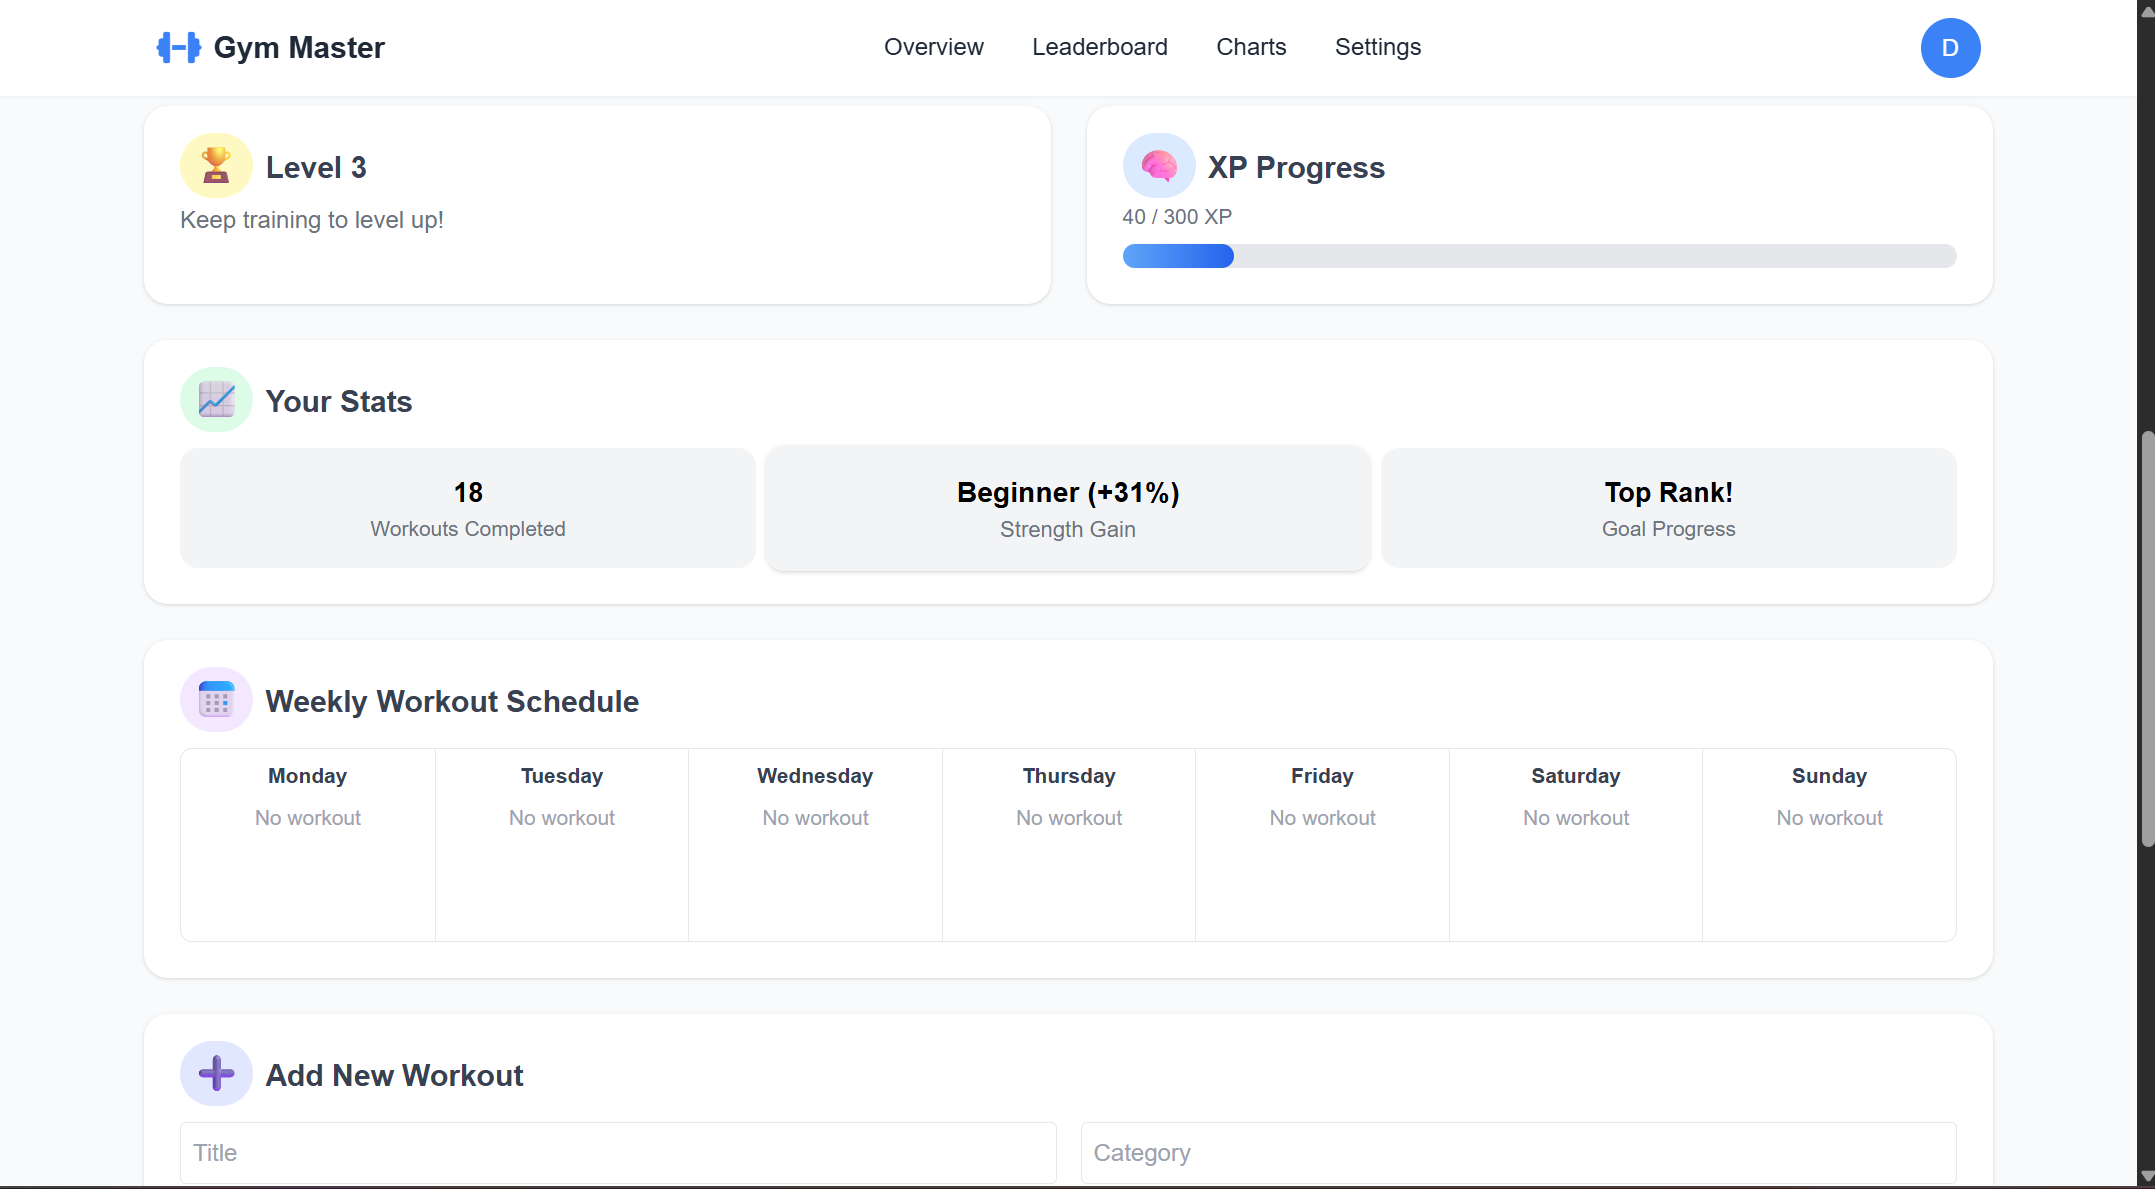 Gym Master
Overview Leaderboard Charts Settings
D
Level 3
Keep training to level up!
XP Progress
40 / 300 XP
Your Stats
18
Workouts Completed
Beginner (+31%)
Strength Gain
Top Rank!
Goal Progress
Weekly Workout Schedule
Monday Tuesday Wednesday Thursday Friday Saturday Sunday
No workout No workout No workout No workout No workout No workout No workout
Add New Workout
Title
Category